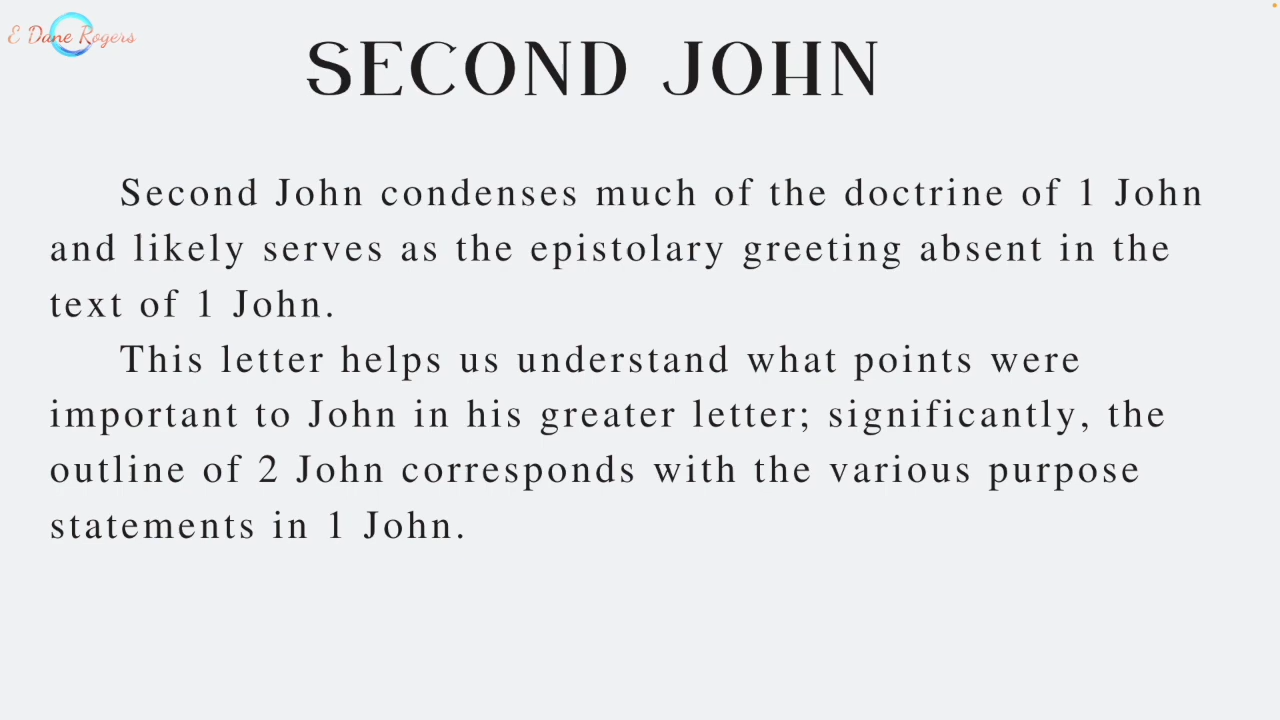 E Dane Rogers
SECOND JOHN
Second John condenses much of the doctrine of 1 John
and likely serves as the epistolary greeting absent in the
text of 1 John.
This letter helps us understand what points were
important to John in his greater letter; significantly, the
outline of 2 John corresponds with the various purpose
statements in 1 John.